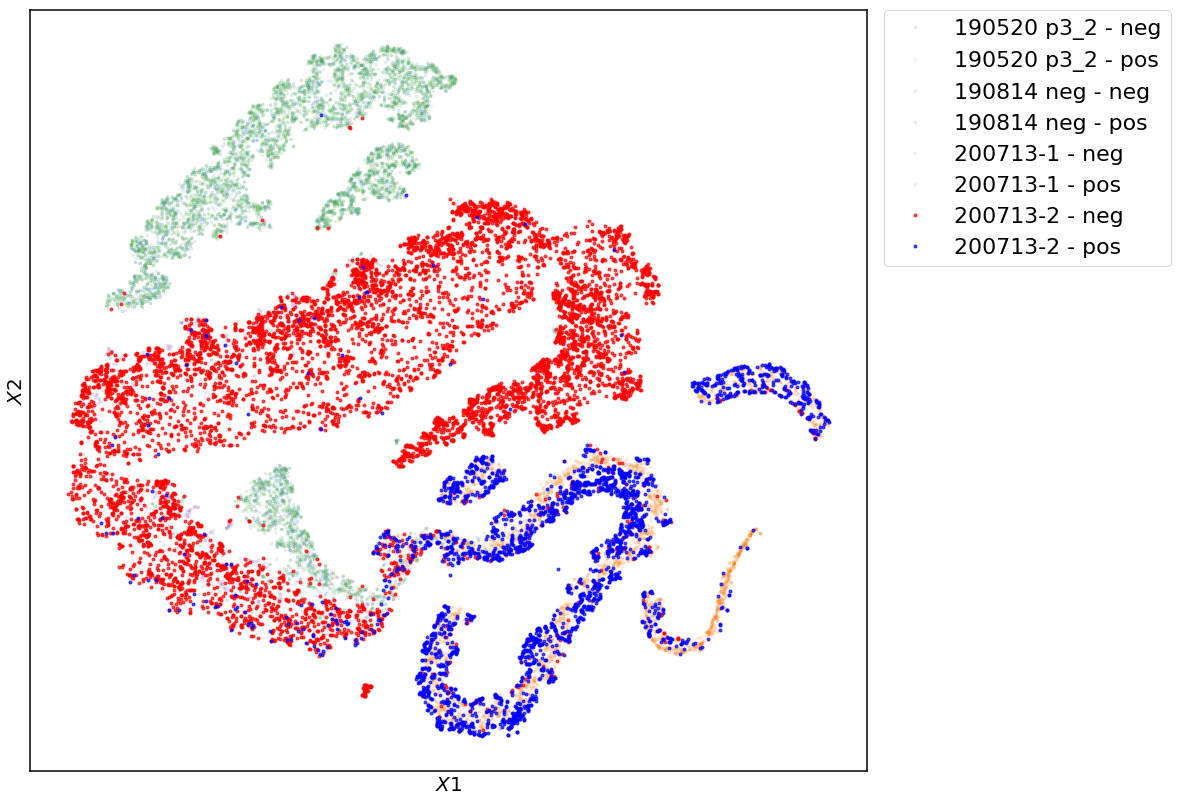 190520 p3_2 - neg
190520 p3_2 - pos
190814 neg - neg
190814 neg - pos
200713-1 - neg
200713-1 - pos
200713-2 - neg
200713-2 - pos
X2
X1